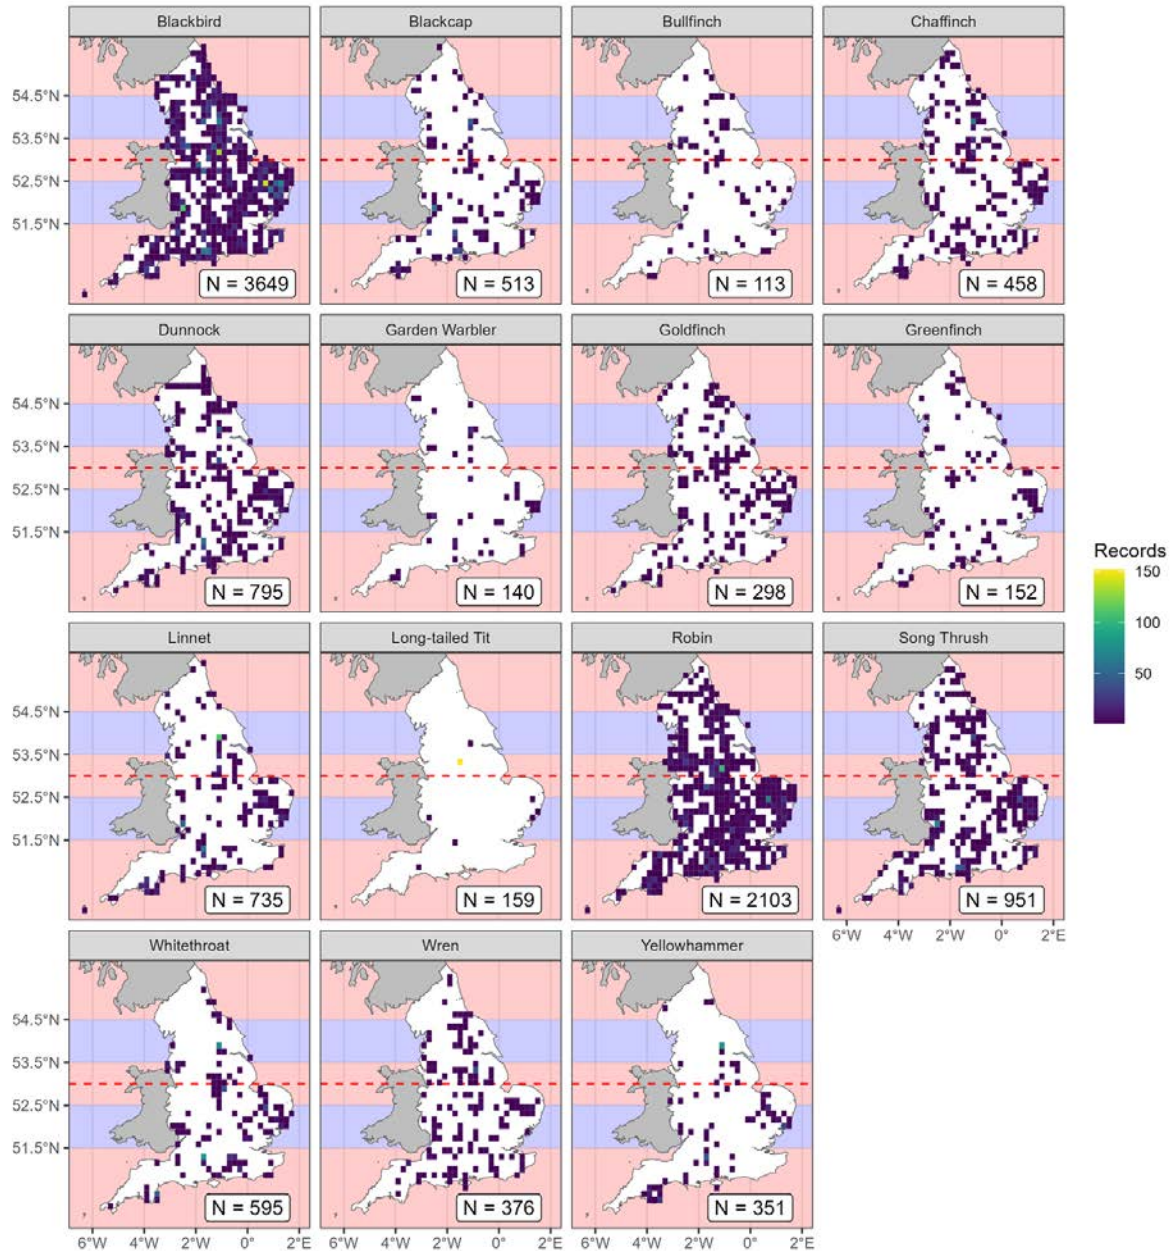 Blackbird Blackcap Bullfinch Chaffinch
54.5°N
53.5°N
52.5°N
51.5°N
N = 3649 N = 513 N = 113 N = 458
Dunnock Garden Warbler Goldfinch Greenfinch
54.5°N
53.5°N
52.5°N
51.5°N
N = 795 N = 140 N = 298 N = 152
Records
150
100
50
Linnet Long-tailed Tit Robin Song Thrush
54.5°N
53.5°N
52.5°N
51.5°N
N = 735 N = 159 N = 2103 N = 951
6°W 4°W 2°W 0°W 2°E
Whitethroat Wren Yellowhammer
54.5°N
53.5°N
52.5°N
51.5°N
N = 595 N = 376 N = 351
6°W 4°W 2°W 0°W 2°E 6°W 4°W 2°W 0°W 2°E 6°W 4°W 2°W 0°W 2°E